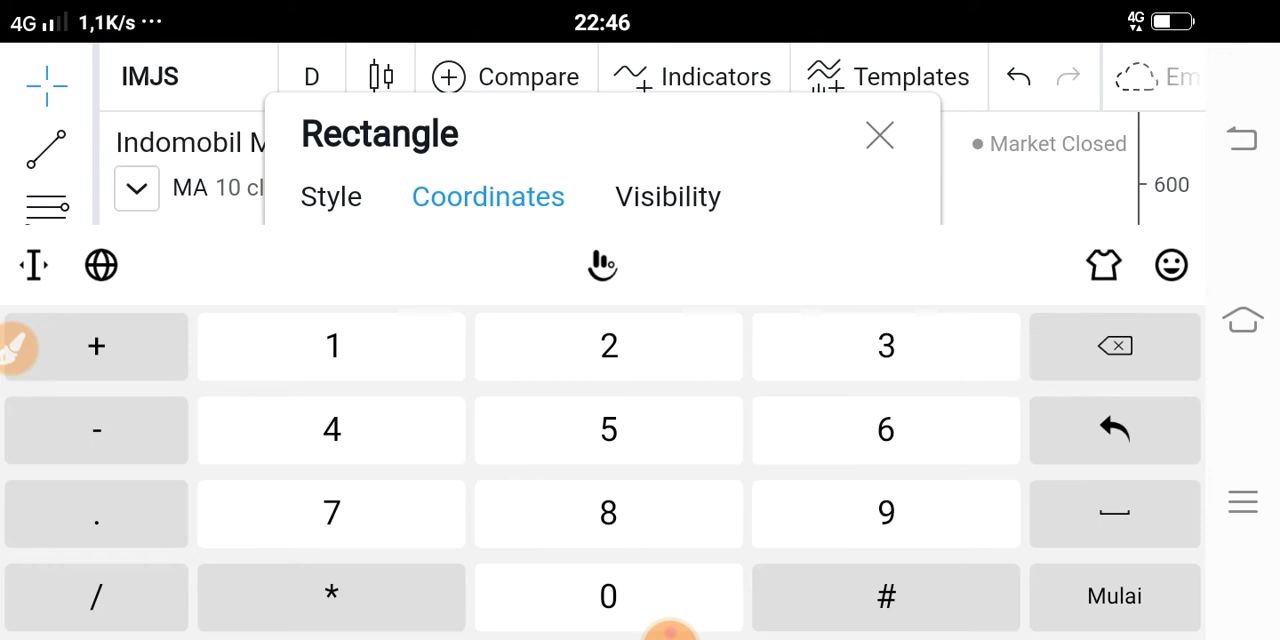 4G 1,1K/s ··· 22:46 4G
IMJS D Compare Indicators Templates Em
Rectangle
Indomobil M Market Closed
MA 10 cl Style Coordinates Visibility 600
+ 1 2 3
- 4 5 6
. 7 8 9
/ * 0 # Mulai